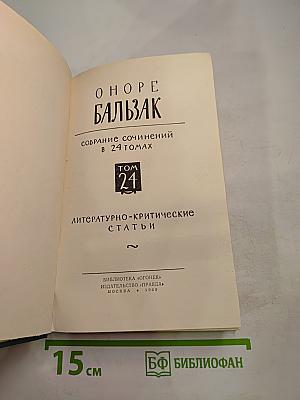 ОНОРЕ
БАЛЬЗАК
СОБРАНИЕ СОЧИНЕНИЙ
В 24 ТОМАХ
ТОМ
24
ЛИТЕРАТУРНО-КРИТИЧЕСКИЕ
СТАТЬИ
БИБЛИОТЕКА «ОГОНЕК»
ИЗДАТЕЛЬСТВО «ПРАВДА»
МОСКВА • 1960
15 см
БФ БИБЛИОФАН